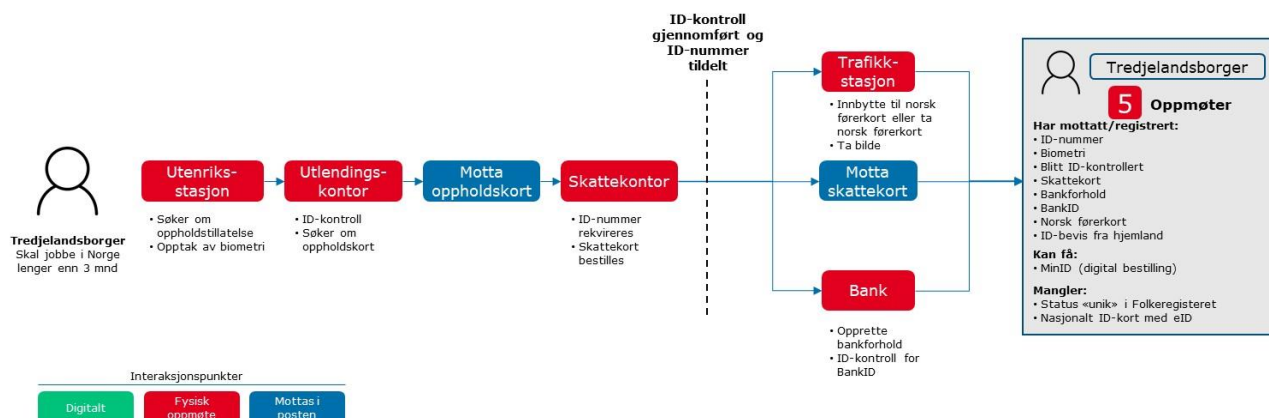 ID-kontroll
gjennomført og
ID-nummer
tildelt
Tredjelandsborger
Skal jobbe i Norge
lenger enn 3 mnd
Utenriks-
stasjon
• Søker om
oppholdstillatelse
• Opptak av biometri
Utlendings-
kontor
• ID-kontroll
• Søker om
oppholdskort
Motta
oppholdskort
Skattekontor
• ID-nummer
rekvireres
• Skattekort
bestilles
Trafikk-
stasjon
• Innbytte til norsk
førerkort eller ta
norsk førerkort
• Ta bilde
Motta
skattekort
Bank
• Opprette
bankforhold
• ID-kontroll for
BankID
Tredjelandsborger
5 Oppmøter
Har mottatt/registrert:
• ID-nummer
• Biometri
• Blitt ID-kontrollert
• Skattekort
• Bankforhold
• BankID
• Norsk førerkort
• ID-bevis fra hjemland
Kan få:
• MinID (digital bestilling)
Mangler:
• Status «unik» i Folkeregisteret
• Nasjonalt ID-kort med eID
Interaksjonspunkter
Digitalt
Fysisk
oppmøte
Mottas i
posten